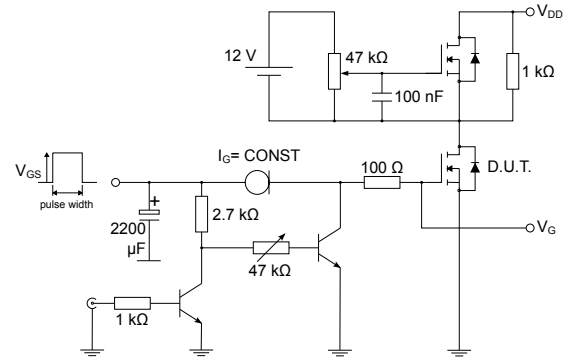 V_DD
12 V
47 kΩ
1 kΩ
100 nF
I_G= CONST
100 Ω
D.U.T.
V_GS
pulse width
+
2200
μF
2.7 kΩ
47 kΩ
V_G
1 kΩ